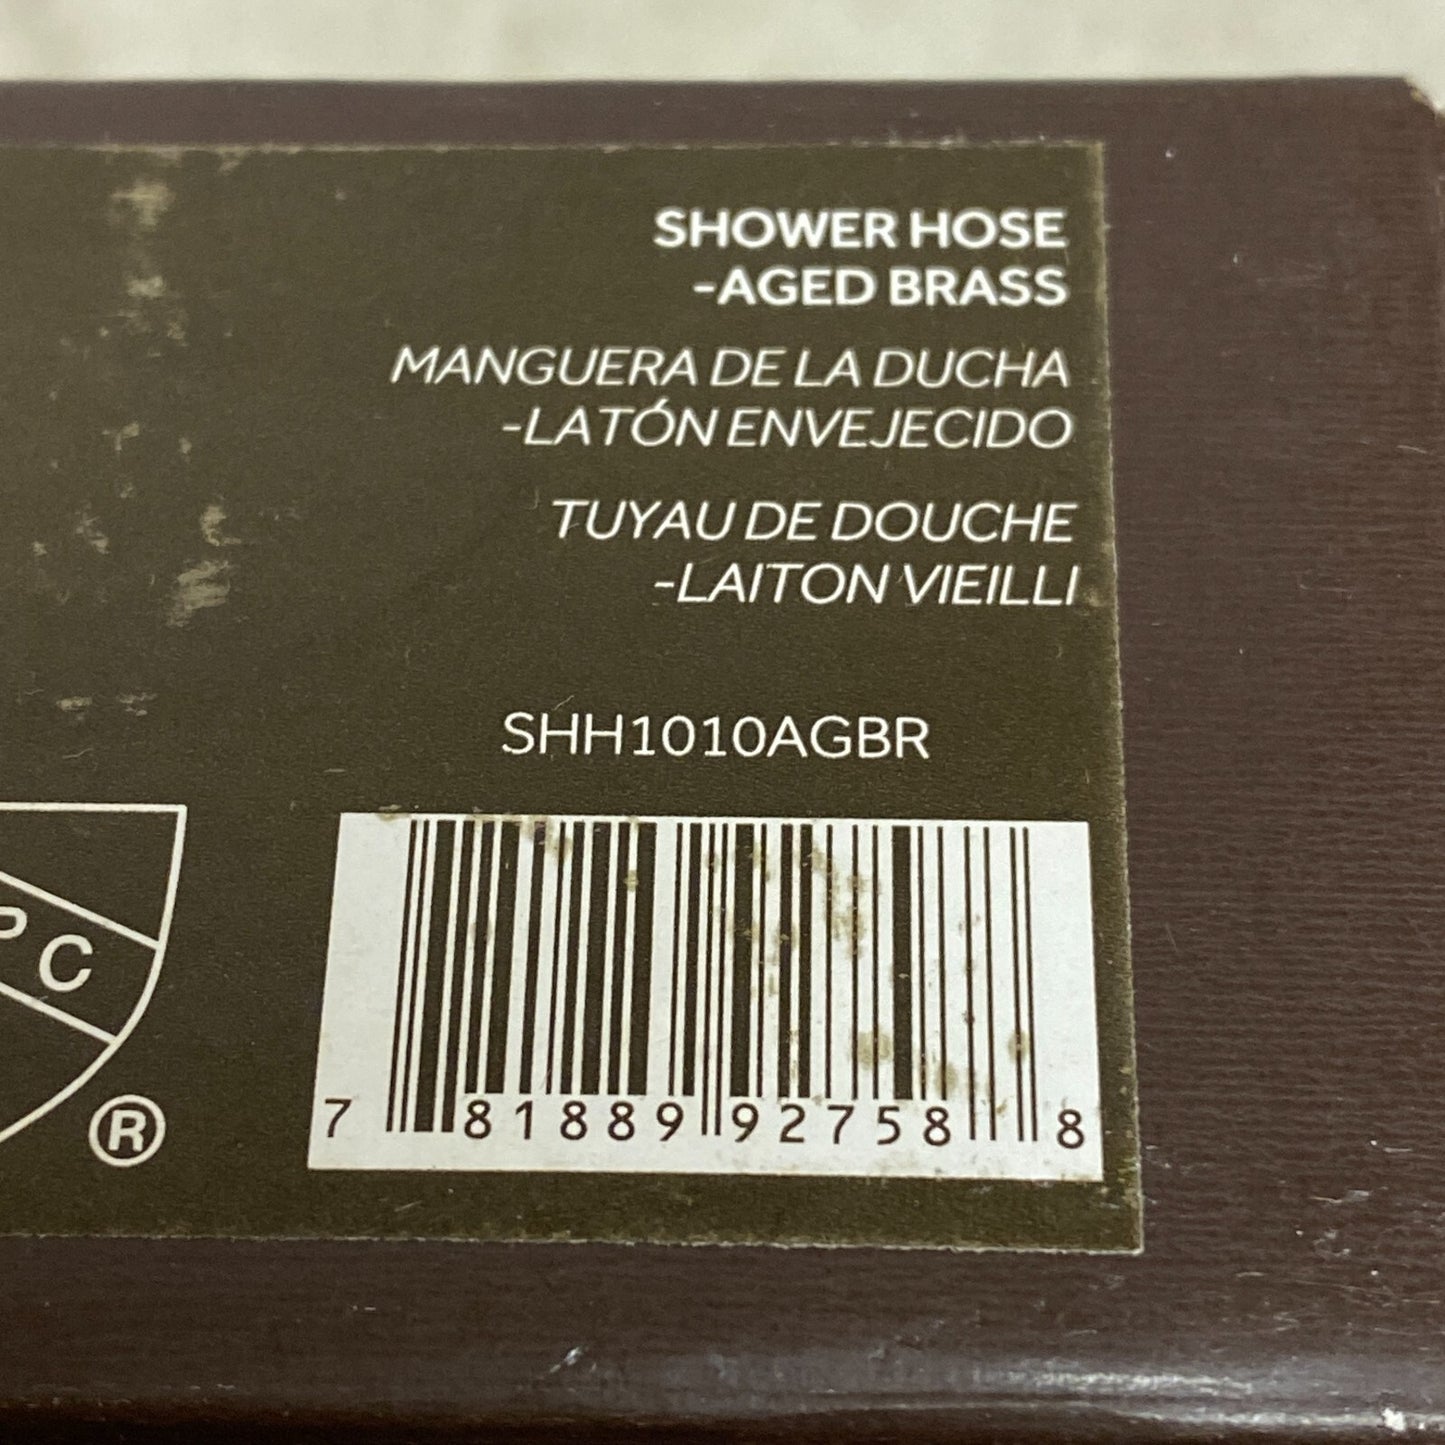 SHOWER HOSE
-AGED BRASS
MANGUERA DE LA DUCHA
-LATÓN ENVEJECIDO
TUYAU DE DOUCHE
-LAITON VIEILLI
SHH1010AGBR
PC
®
7 81889 92758 8